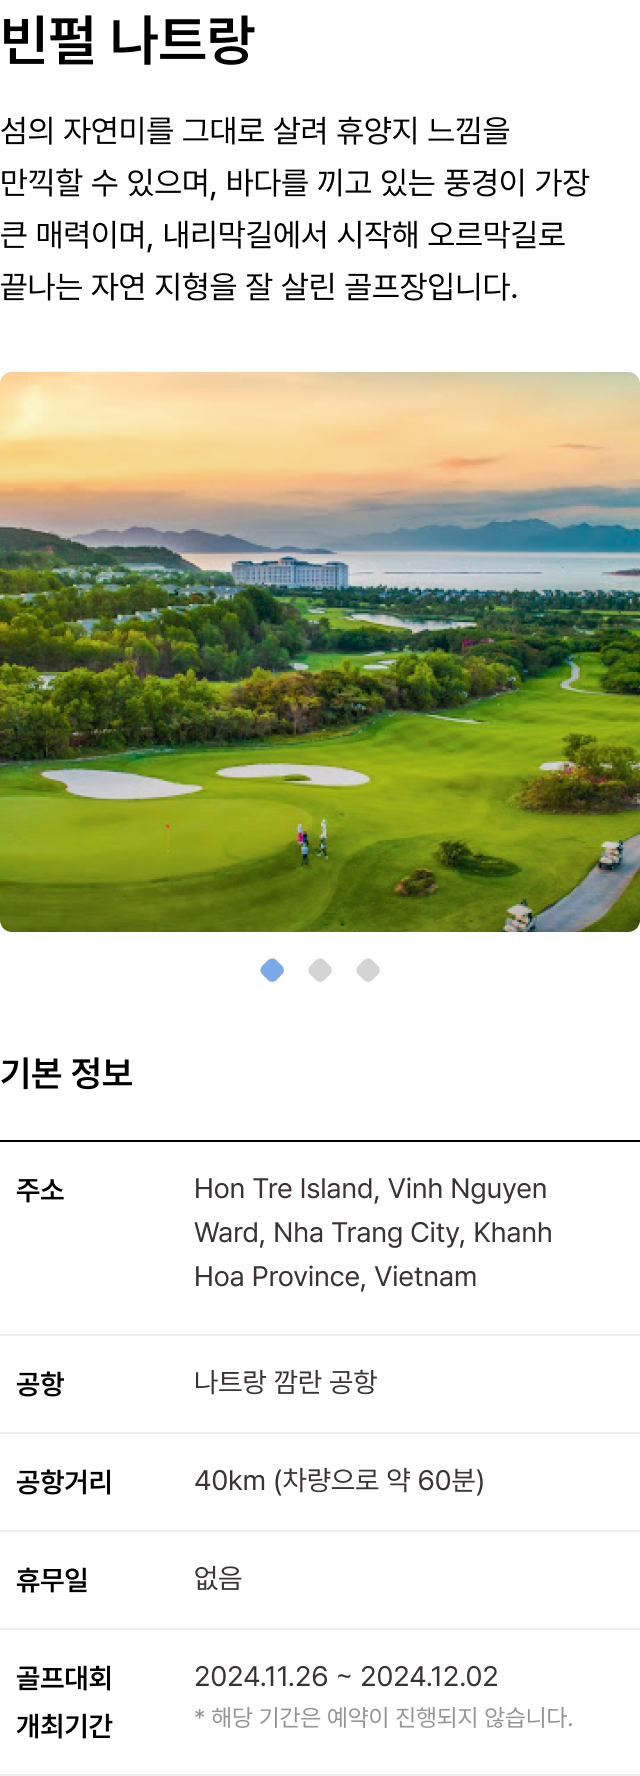 빈펄 나트랑
섬의 자연미를 그대로 살려 휴양지 느낌을
만끽할 수 있으며, 바다를 끼고 있는 풍경이 가장
큰 매력이며, 내리막길에서 시작해 오르막길로
끝나는 자연 지형을 잘 살린 골프장입니다.
기본 정보
주소
Hon Tre Island, Vinh Nguyen
Ward, Nha Trang City, Khanh
Hoa Province, Vietnam
공항
나트랑 깜란 공항
공항거리
40km (차량으로 약 60분)
휴무일
없음
골프대회
개최기간
2024.11.26 ~ 2024.12.02
* 해당 기간은 예약이 진행되지 않습니다.